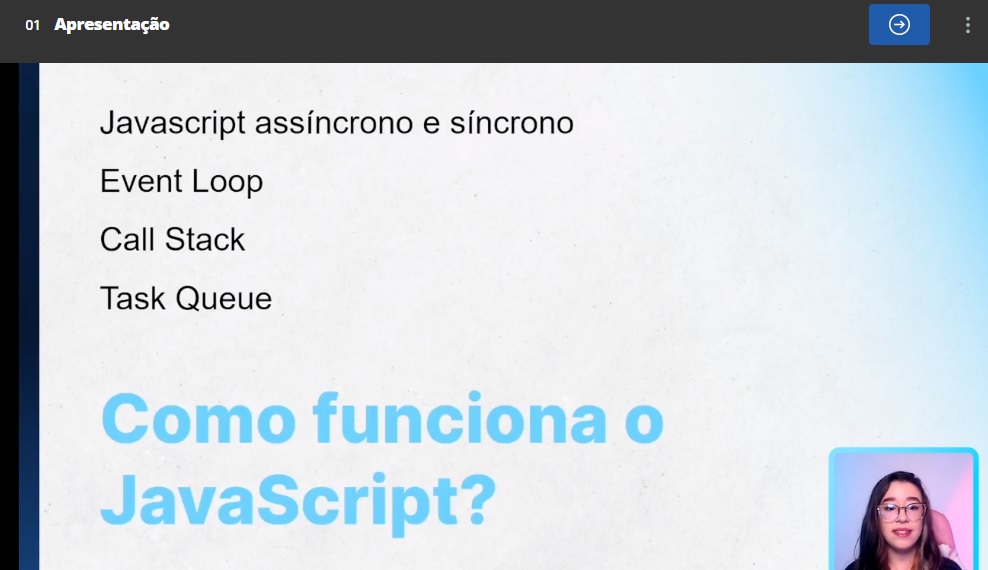 01 Apresentação
Javascript assíncrono e síncrono
Event Loop
Call Stack
Task Queue
Como funciona o
JavaScript?